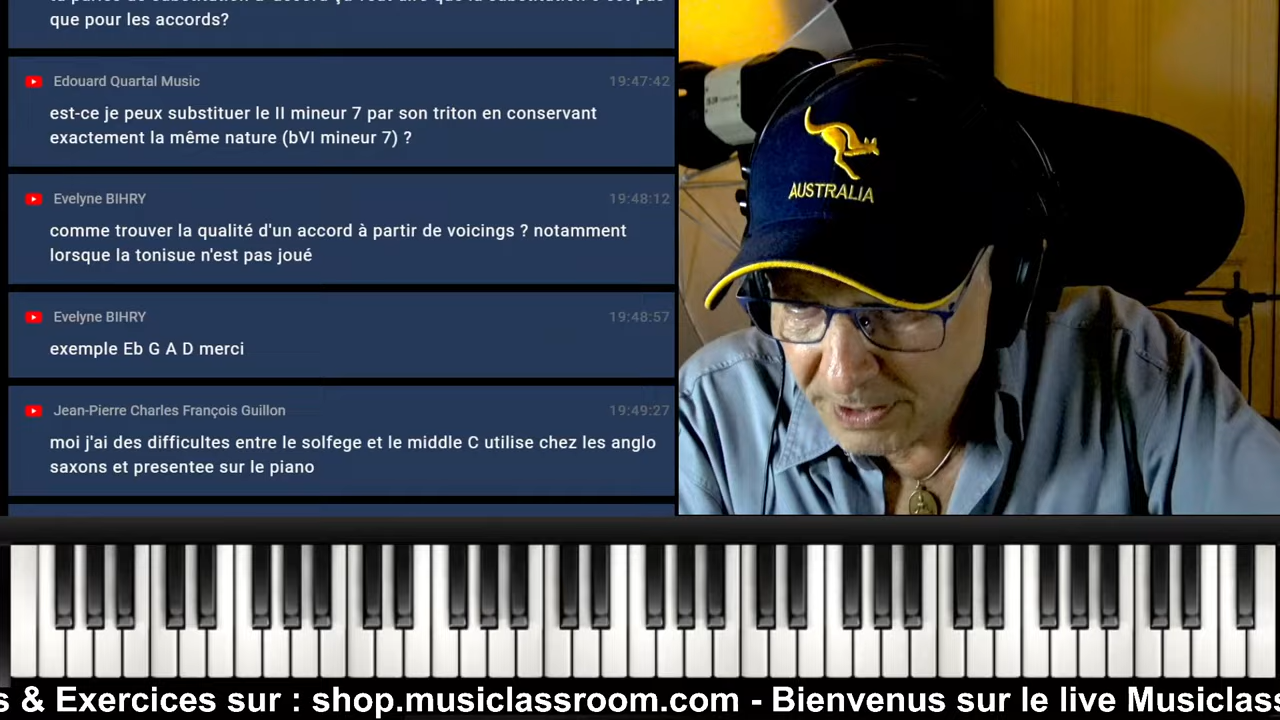 que pour les accords?
Edouard Quartal Music 19:47:42
est-ce je peux substituer le II mineur 7 par son triton en conservant
exactement la même nature (bVI mineur 7) ?
Evelyne BIHRY 19:48:12
comme trouver la qualité d'un accord à partir de voicings ? notamment
lorsque la tonisue n'est pas joué
Evelyne BIHRY 19:48:57
exemple Eb G A D merci
Jean-Pierre Charles François Guillon 19:49:27
moi j'ai des difficultes entre le solfege et le middle C utilise chez les anglo
saxons et presentee sur le piano
AUSTRALIA
s & Exercices sur : shop.musiclassroom.com - Bienvenus sur le live Musiclass